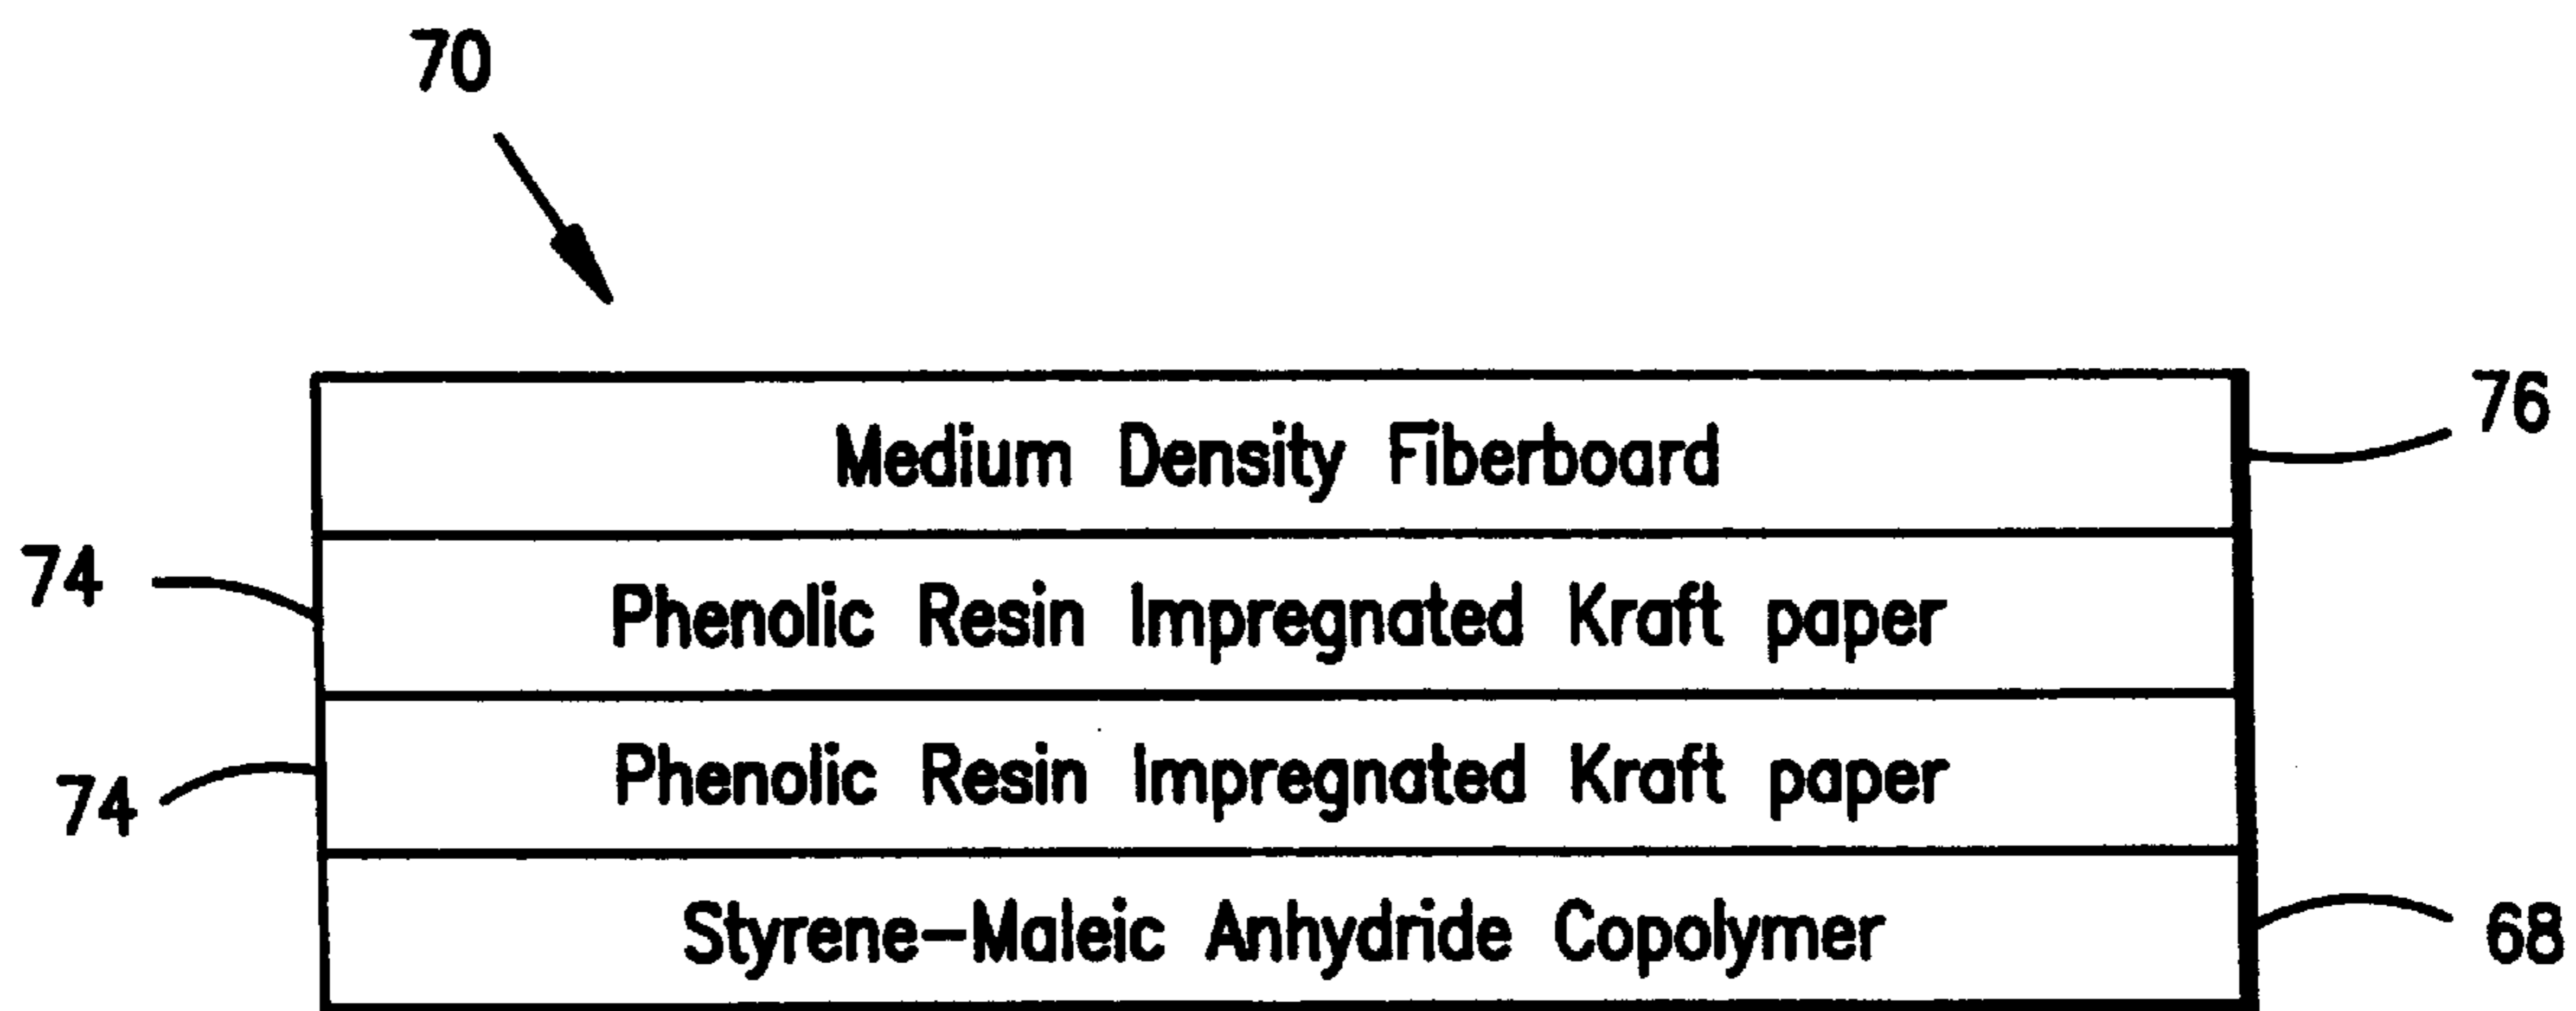 70
Medium Density Fiberboard
76
74
Phenolic Resin Impregnated Kraft paper
74
Phenolic Resin Impregnated Kraft paper
Styrene-Maleic Anhydride Copolymer
68